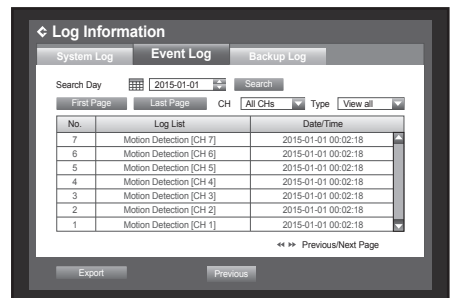 Log Information
System Log Event Log Backup Log
Search Day 2015-01-01 Search
First Page Last Page CH All CHs Type View all
No. Log List Date/Time
7 Motion Detection [CH 7] 2015-01-01 00:02:18
6 Motion Detection [CH 6] 2015-01-01 00:02:18
5 Motion Detection [CH 5] 2015-01-01 00:02:18
4 Motion Detection [CH 4] 2015-01-01 00:02:18
3 Motion Detection [CH 3] 2015-01-01 00:02:18
2 Motion Detection [CH 2] 2015-01-01 00:02:18
1 Motion Detection [CH 1] 2015-01-01 00:02:18
Previous/Next Page
Export Previous